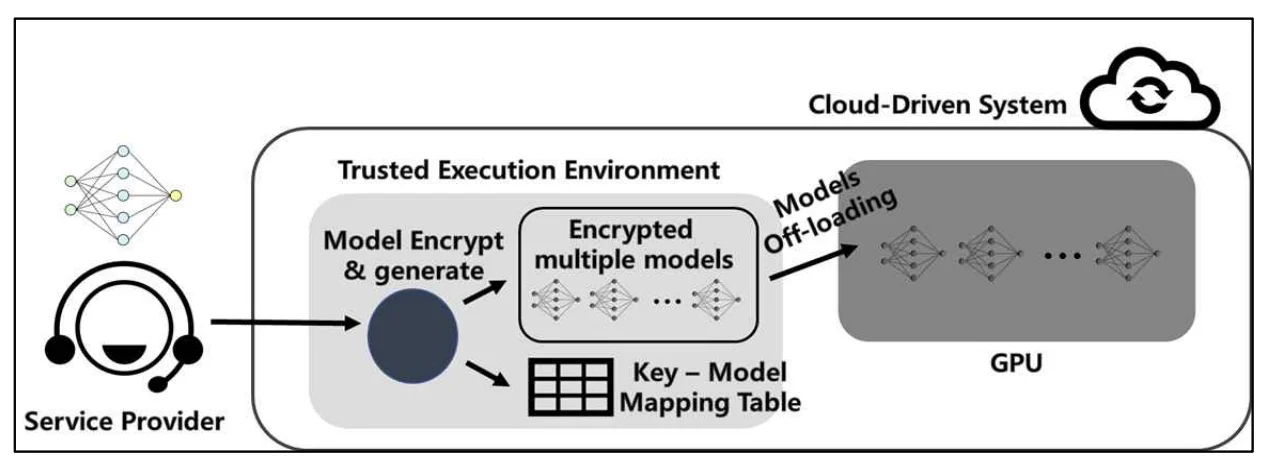 Cloud-Driven System
Trusted Execution Environment
Models
Off-loading
Model Encrypt
& generate
Encrypted
multiple models
Key – Model
Mapping Table
GPU
Service Provider